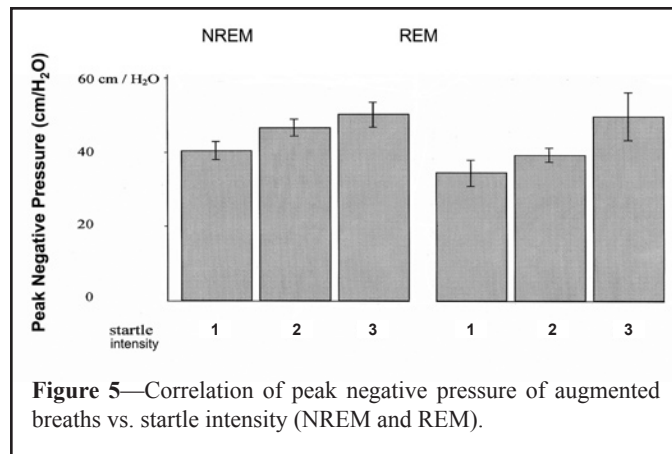 NREM REM
60 cm / H₂O
40
20
0
Peak Negative Pressure (cm/H₂O)
startle 1 2 3 1 2 3
intensity
Figure 5—Correlation of peak negative pressure of augmented
breaths vs. startle intensity (NREM and REM).